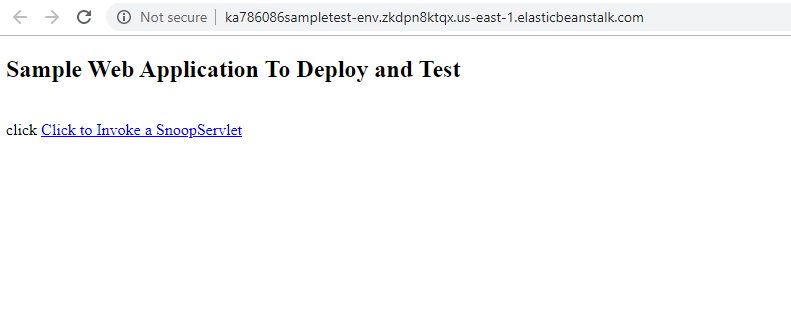 Not secure | ka786086sampletest-env.zkdpn8ktqx.us-east-1.elasticbeanstalk.com
Sample Web Application To Deploy and Test
click Click to Invoke a SnoopServlet